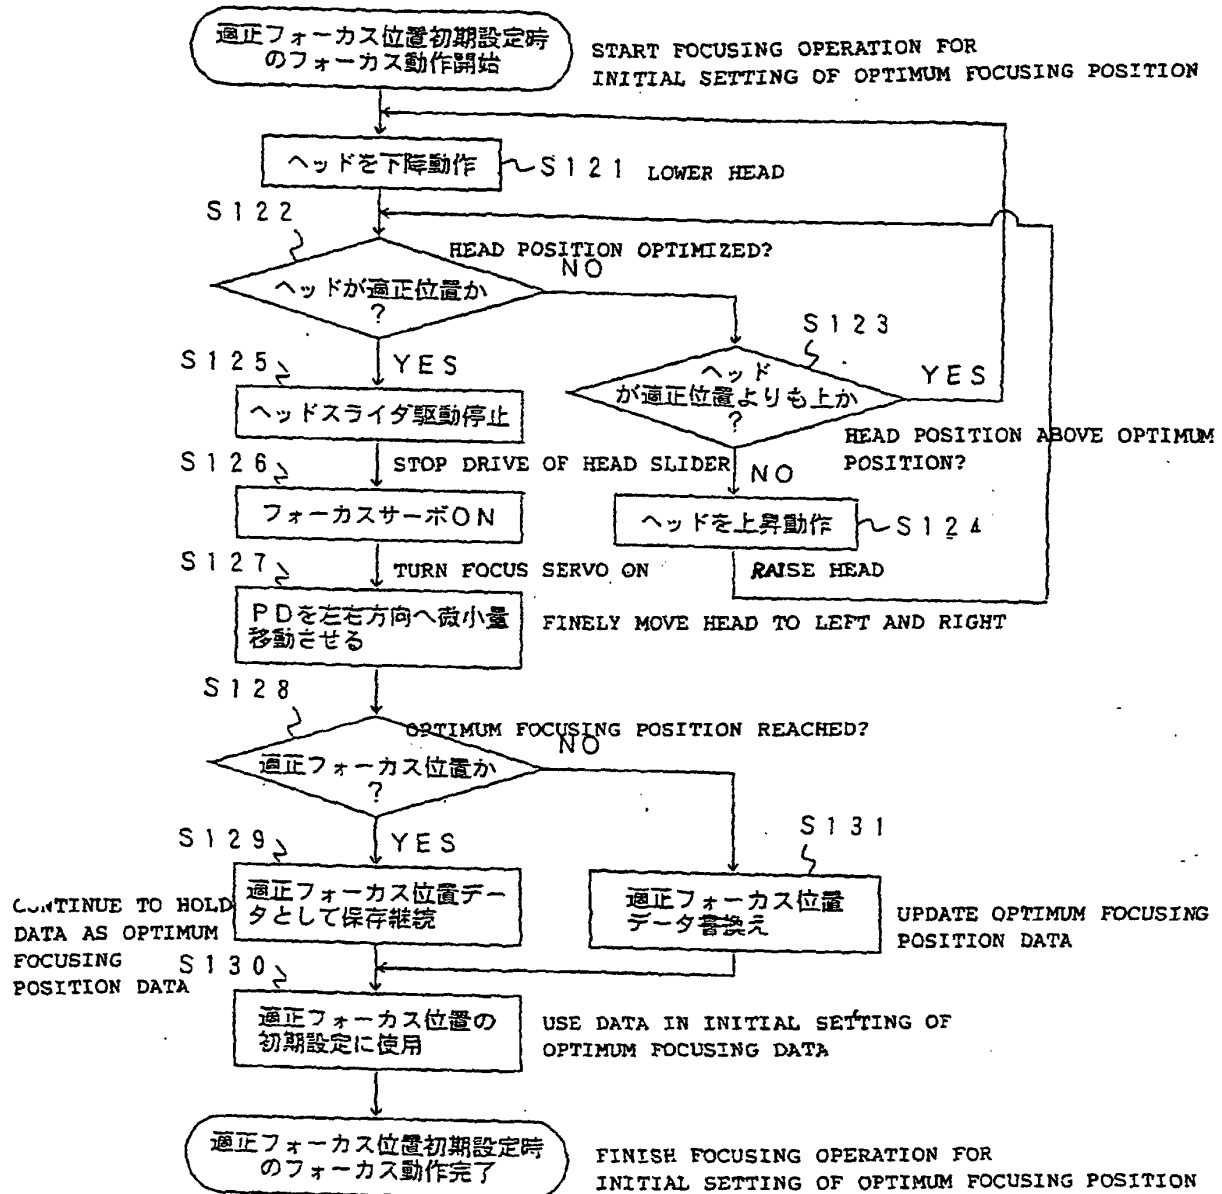 適正フォーカス位置初期設定時
のフォーカス動作開始
START FOCUSING OPERATION FOR
INITIAL SETTING OF OPTIMUM FOCUSING POSITION
ヘッドを下降動作
S121
LOWER HEAD
S122
HEAD POSITION OPTIMIZED?
NO
ヘッドが適正位置か
?
S123
S125
YES
ヘッド
が適正位置よりも上か
?
YES
ヘッドスライダ駆動停止
HEAD POSITION ABOVE OPTIMUM
POSITION?
S126
STOP DRIVE OF HEAD SLIDER
NO
フォーカスサーボON
ヘッドを上昇動作
S124
S127
TURN FOCUS SERVO ON
RAISE HEAD
PDを左右方向へ微小量
移動させる
FINELY MOVE HEAD TO LEFT AND RIGHT
S128
OPTIMUM FOCUSING POSITION REACHED?
NO
適正フォーカス位置か
?
S129
YES
S131
CONTINUE TO HOLD
DATA AS OPTIMUM
FOCUSING
POSITION DATA
適正フォーカス位置デー
タとして保存継続
適正フォーカス位置
データ書換え
UPDATE OPTIMUM FOCUSING
POSITION DATA
S130
適正フォーカス位置の
初期設定に使用
USE DATA IN INITIAL SETTING OF
OPTIMUM FOCUSING DATA
適正フォーカス位置初期設定時
のフォーカス動作完了
FINISH FOCUSING OPERATION FOR
INITIAL SETTING OF OPTIMUM FOCUSING POSITION